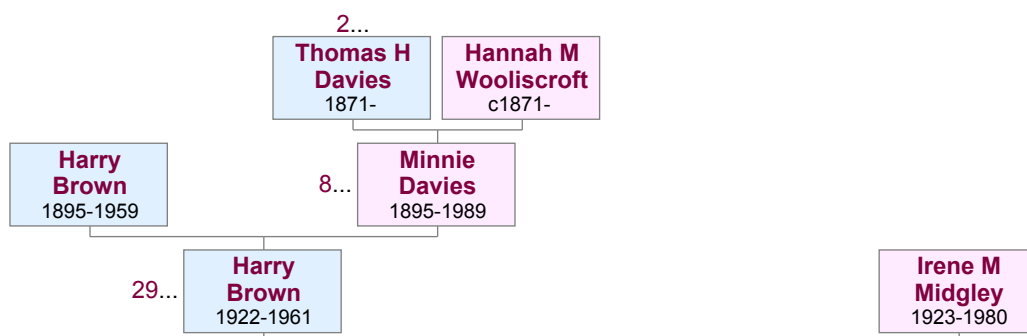 2...
Thomas H
Davies
1871-
Hannah M
Wooliscroft
c1871-
Harry
Brown
1895-1959
8...
Minnie
Davies
1895-1989
29...
Harry
Brown
1922-1961
Irene M
Midgley
1923-1980